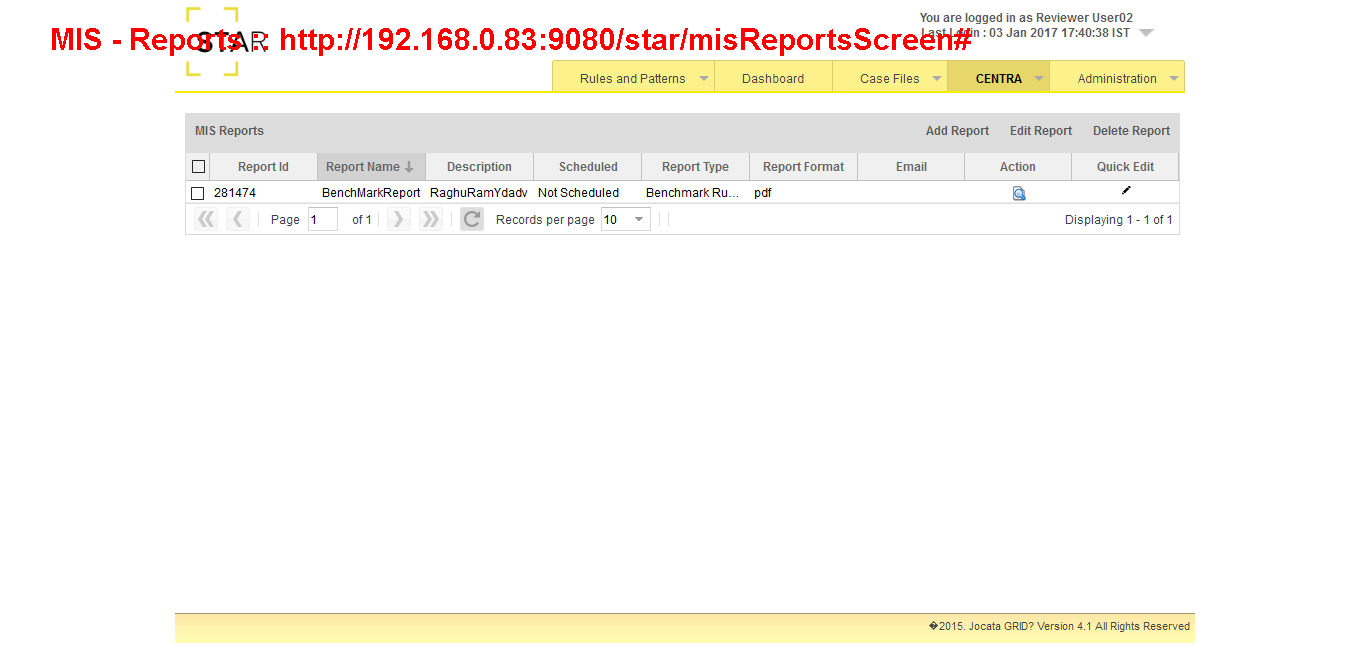 You are logged in as Reviewer User02
MIS - Reports :: http://192.168.0.83:9080/star/misReportsScreen#
STAR
Last Login : 03 Jan 2017 17:40:38 IST
Rules and Patterns Dashboard Case Files CENTRA Administration
MIS Reports Add Report Edit Report Delete Report
Report Id Report Name Description Scheduled Report Type Report Format Email Action Quick Edit
281474 BenchMarkReport RaghuRamYdadv Not Scheduled Benchmark Ru... pdf
Page 1 of 1 Records per page 10 Displaying 1 - 1 of 1
�2015. Jocata GRID? Version 4.1 All Rights Reserved